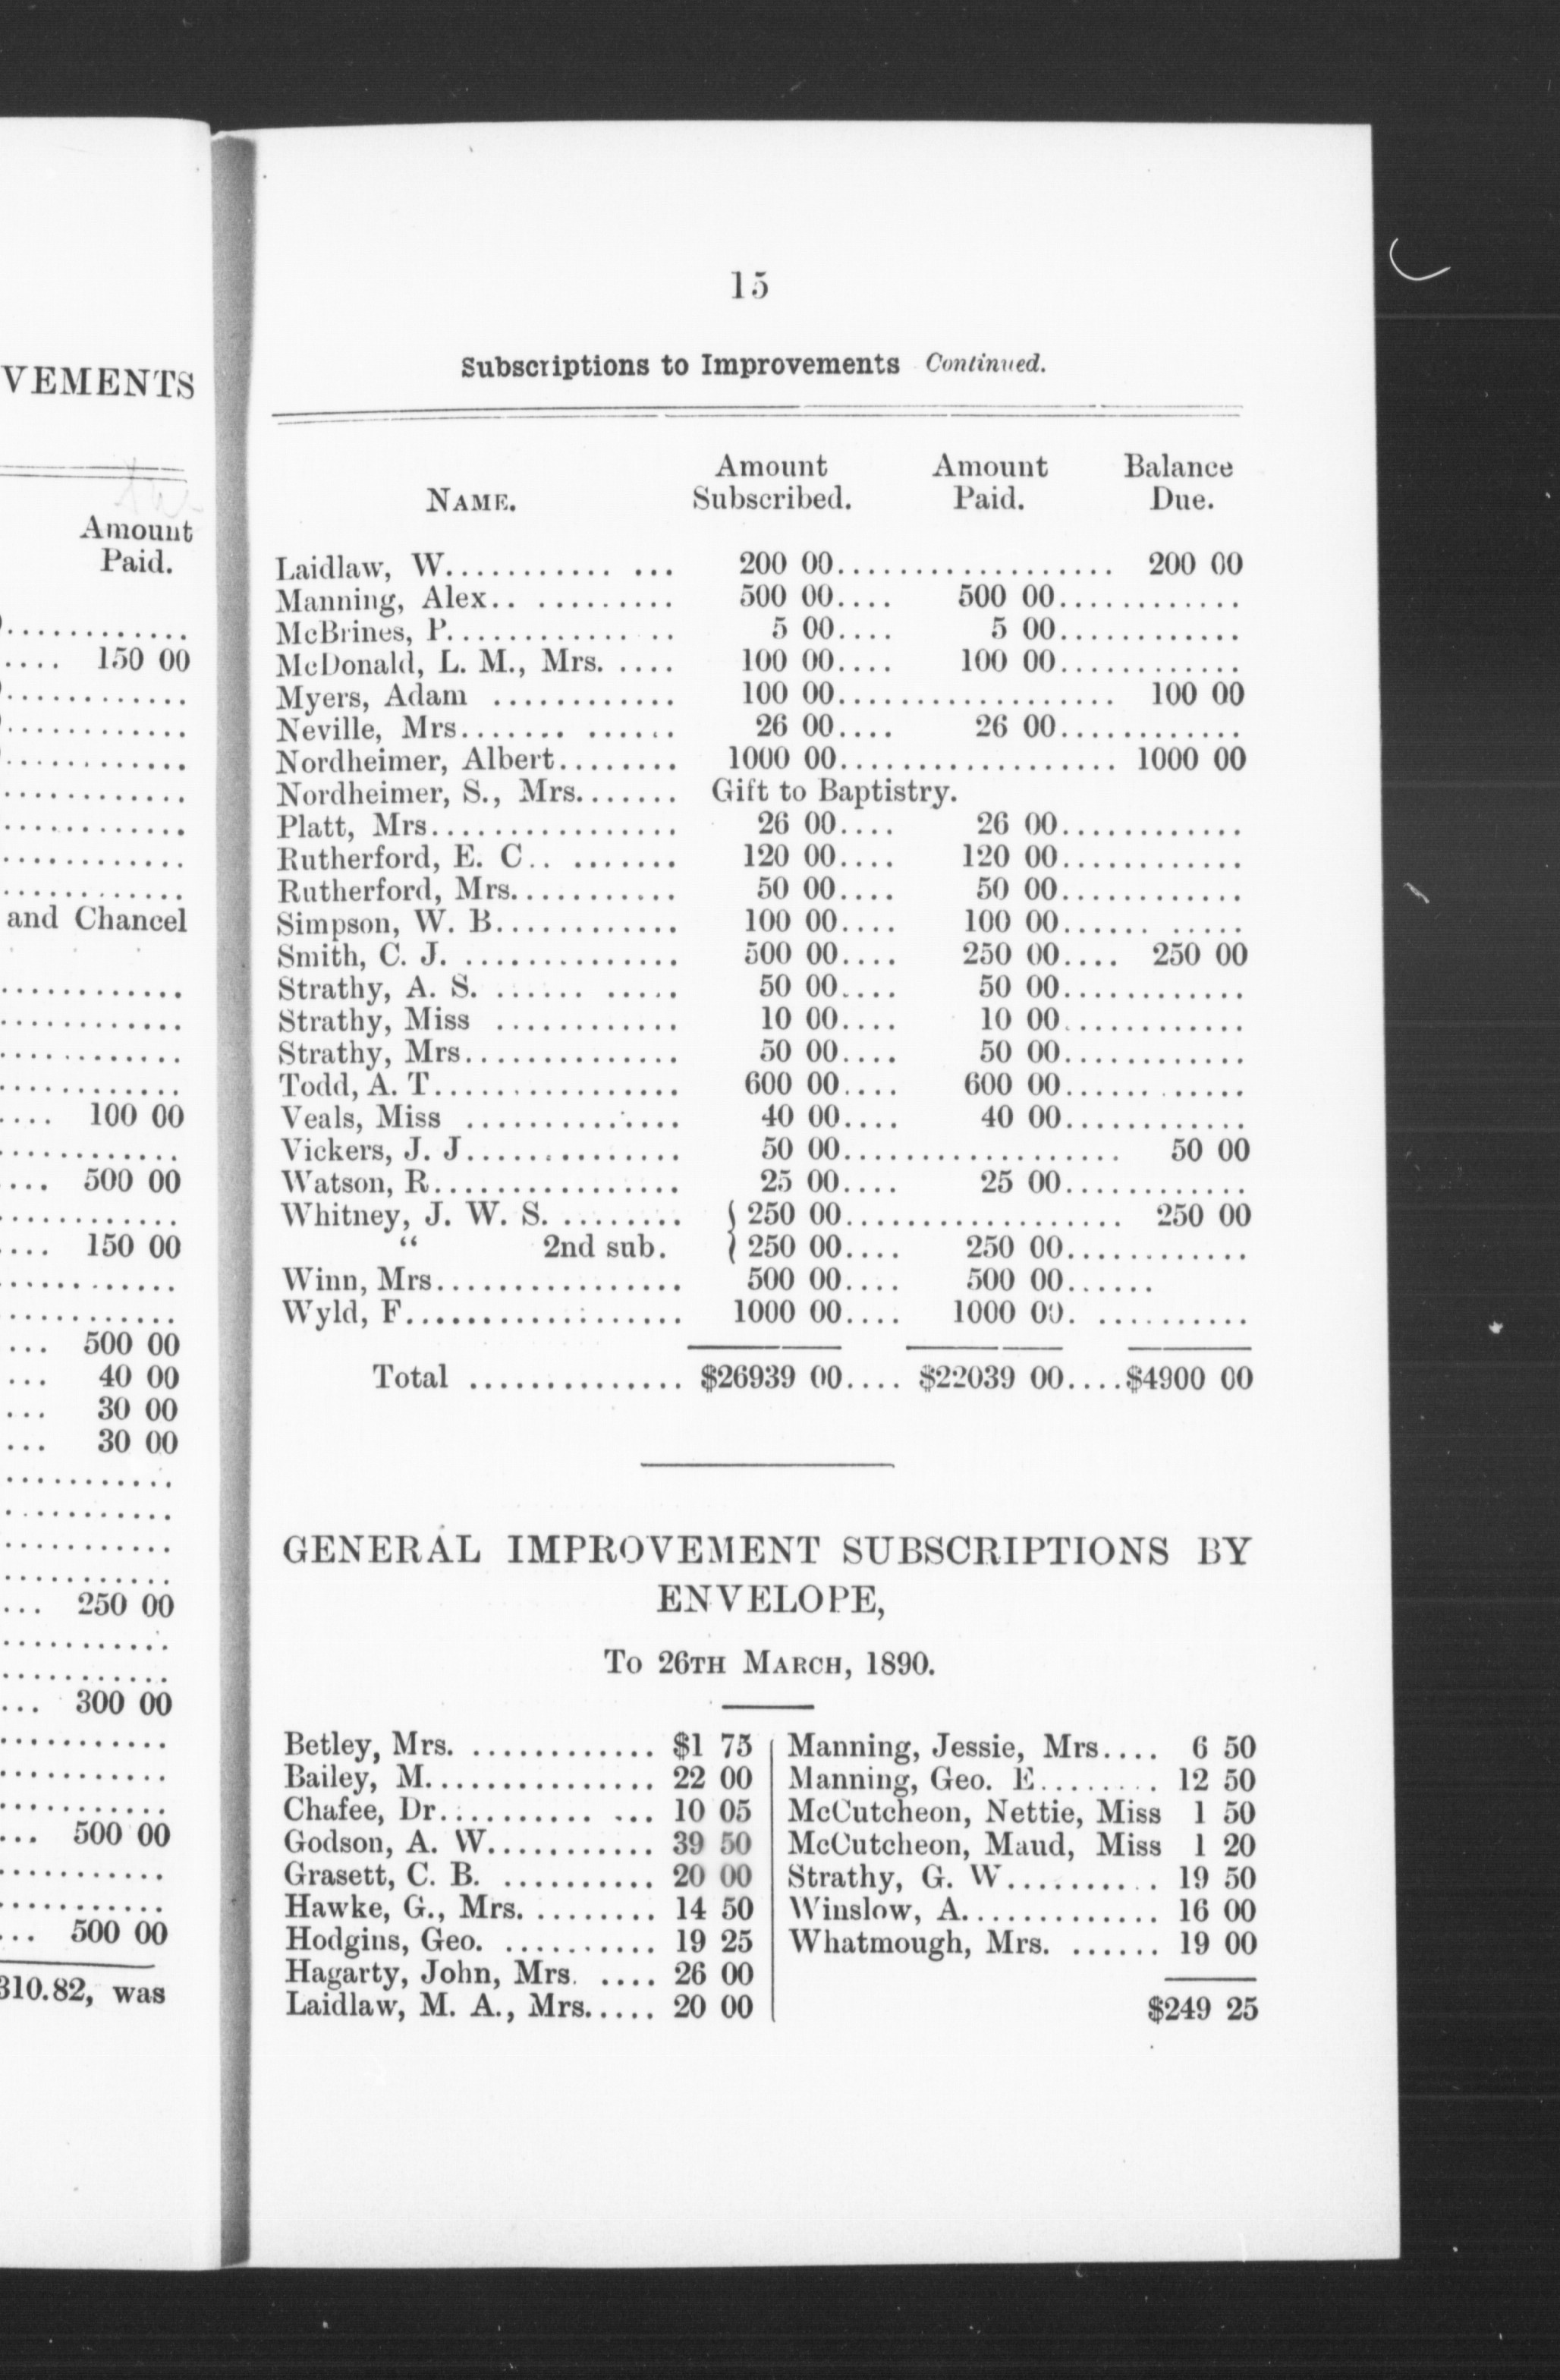 VEMENTS
Amount
Paid.
............
.... 150 00
............
............
............
............
............
............
............
and Chancel
............
............
............
............
.... 100 00
............
... 500 00
............
.... 150 00
............
............
... 500 00
... 40 00
... 30 00
... 30 00
...........
...........
...........
...........
... 250 00
...........
...........
... 300 00
...........
...........
...........
... 500 00
...........
...........
... 500 00
310.82, was
15
Subscriptions to Improvements Continued.
NAME. Amount Subscribed. Amount Paid. Balance Due.
Laidlaw, W........... ... 200 00.................. 200 00
Manning, Alex.. ......... 500 00.... 500 00............
McBrines, P............. .. 5 00.... 5 00............
McDonald, L. M., Mrs. .... 100 00.... 100 00............
Myers, Adam ............ 100 00.................. 100 00
Neville, Mrs....... ...... 26 00.... 26 00............
Nordheimer, Albert........ 1000 00.................. 1000 00
Nordheimer, S., Mrs....... Gift to Baptistry.
Platt, Mrs................ 26 00.... 26 00............
Rutherford, E. C.. ....... 120 00.... 120 00............
Rutherford, Mrs........... 50 00.... 50 00............
Simpson, W. B............ 100 00.... 100 00...... .....
Smith, C. J. .............. 500 00.... 250 00.... 250 00
Strathy, A. S. ...... ..... 50 00.... 50 00............
Strathy, Miss ............ 10 00.... 10 00............
Strathy, Mrs.............. 50 00.... 50 00............
Todd, A. T................ 600 00.... 600 00............
Veals, Miss .............. 40 00.... 40 00............
Vickers, J. J.............. 50 00.................. 50 00
Watson, R................ 25 00.... 25 00............
Whitney, J. W. S. ......... { 250 00.................. 250 00
“ 2nd sub. { 250 00.... 250 00............
Winn, Mrs................ 500 00.... 500 00......
Wyld, F.................. 1000 00.... 1000 00. ..........
Total .............. $26939 00.... $22039 00....$4900 00
GENERAL IMPROVEMENT SUBSCRIPTIONS BY
ENVELOPE,
TO 26TH MARCH, 1890.
Betley, Mrs. ............ $1 75
Bailey, M............... 22 00
Chafee, Dr.......... ... 10 05
Godson, A. W........... 39 50
Grasett, C. B. .......... 20 00
Hawke, G., Mrs. ........ 14 50
Hodgins, Geo. .......... 19 25
Hagarty, John, Mrs. .... 26 00
Laidlaw, M. A., Mrs..... 20 00
Manning, Jessie, Mrs.... 6 50
Manning, Geo. E........ 12 50
McCutcheon, Nettie, Miss 1 50
McCutcheon, Maud, Miss 1 20
Strathy, G. W.......... 19 50
Winslow, A............. 16 00
Whatmough, Mrs. ...... 19 00
$249 25